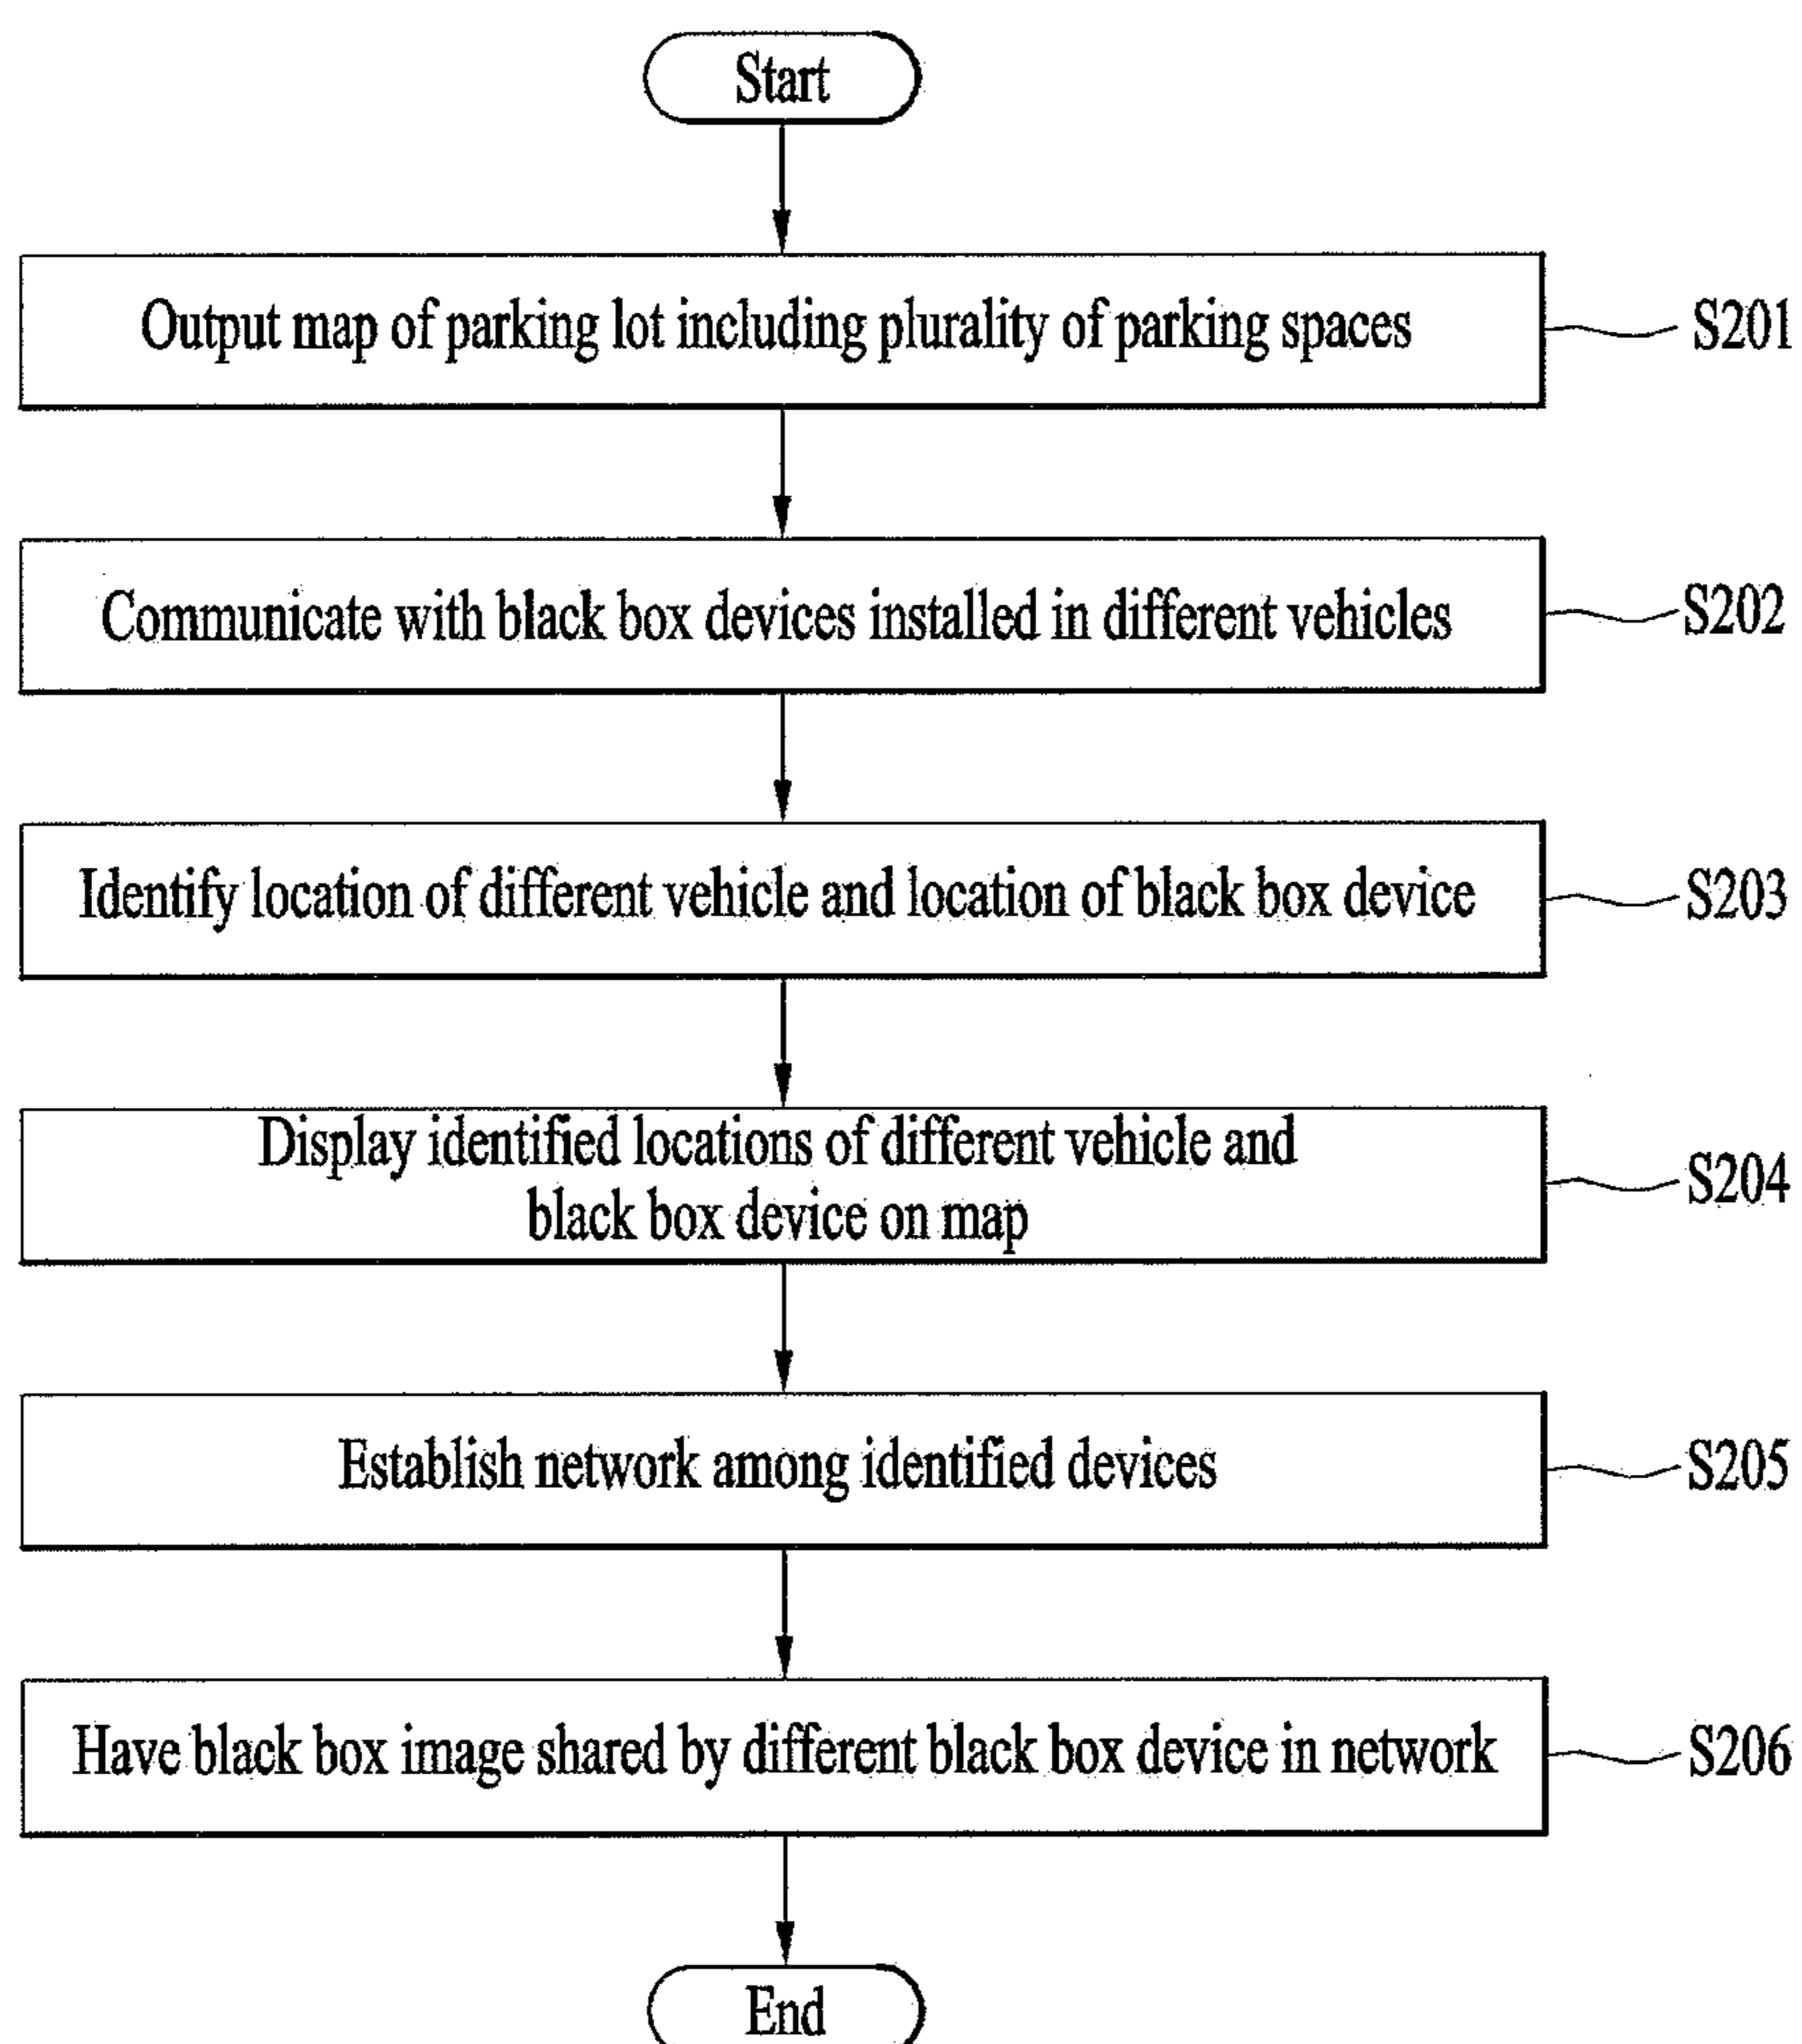 Start
Output map of parking lot including plurality of parking spaces
S201
Communicate with black box devices installed in different vehicles
S202
Identify location of different vehicle and location of black box device
S203
Display identified locations of different vehicle and
black box device on map
S204
Establish network among identified devices
S205
Have black box image shared by different black box device in network
S206
End